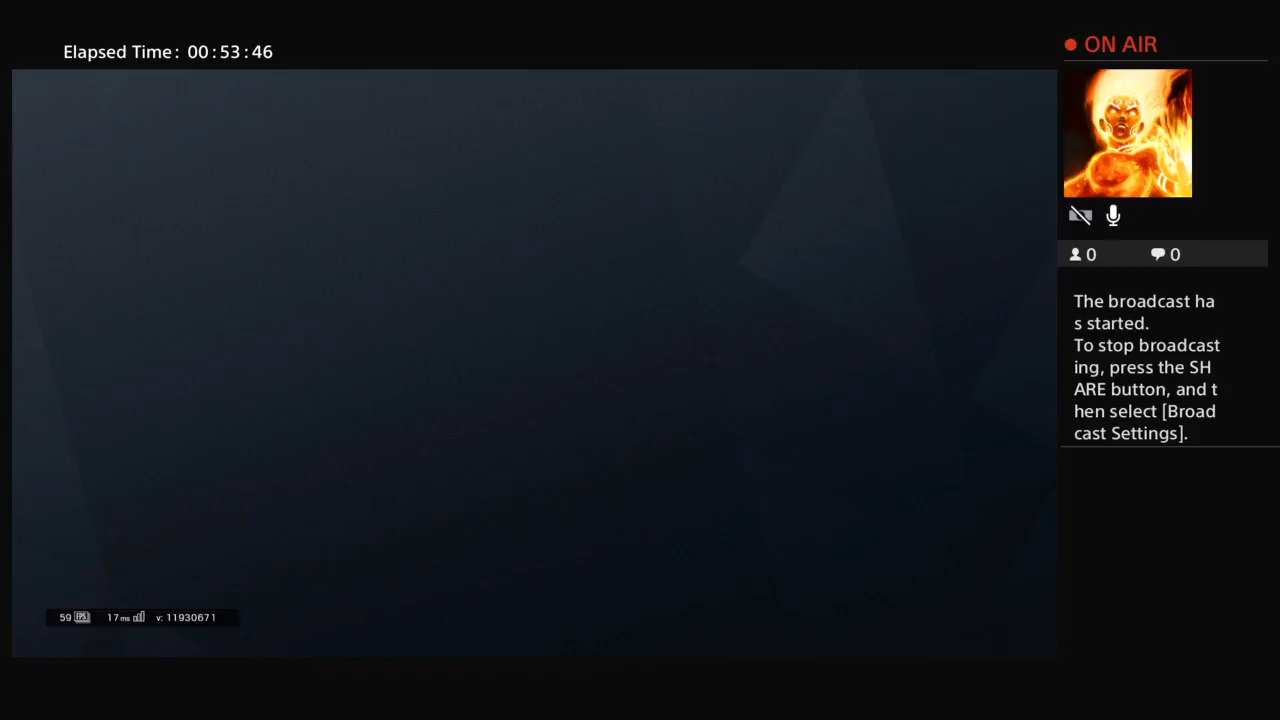 Elapsed Time: 00:53:46
ON AIR
0 0
The broadcast ha
s started.
To stop broadcast
ing, press the SH
ARE button, and t
hen select [Broad
cast Settings].
59 FPS 17 ms v: 11930671